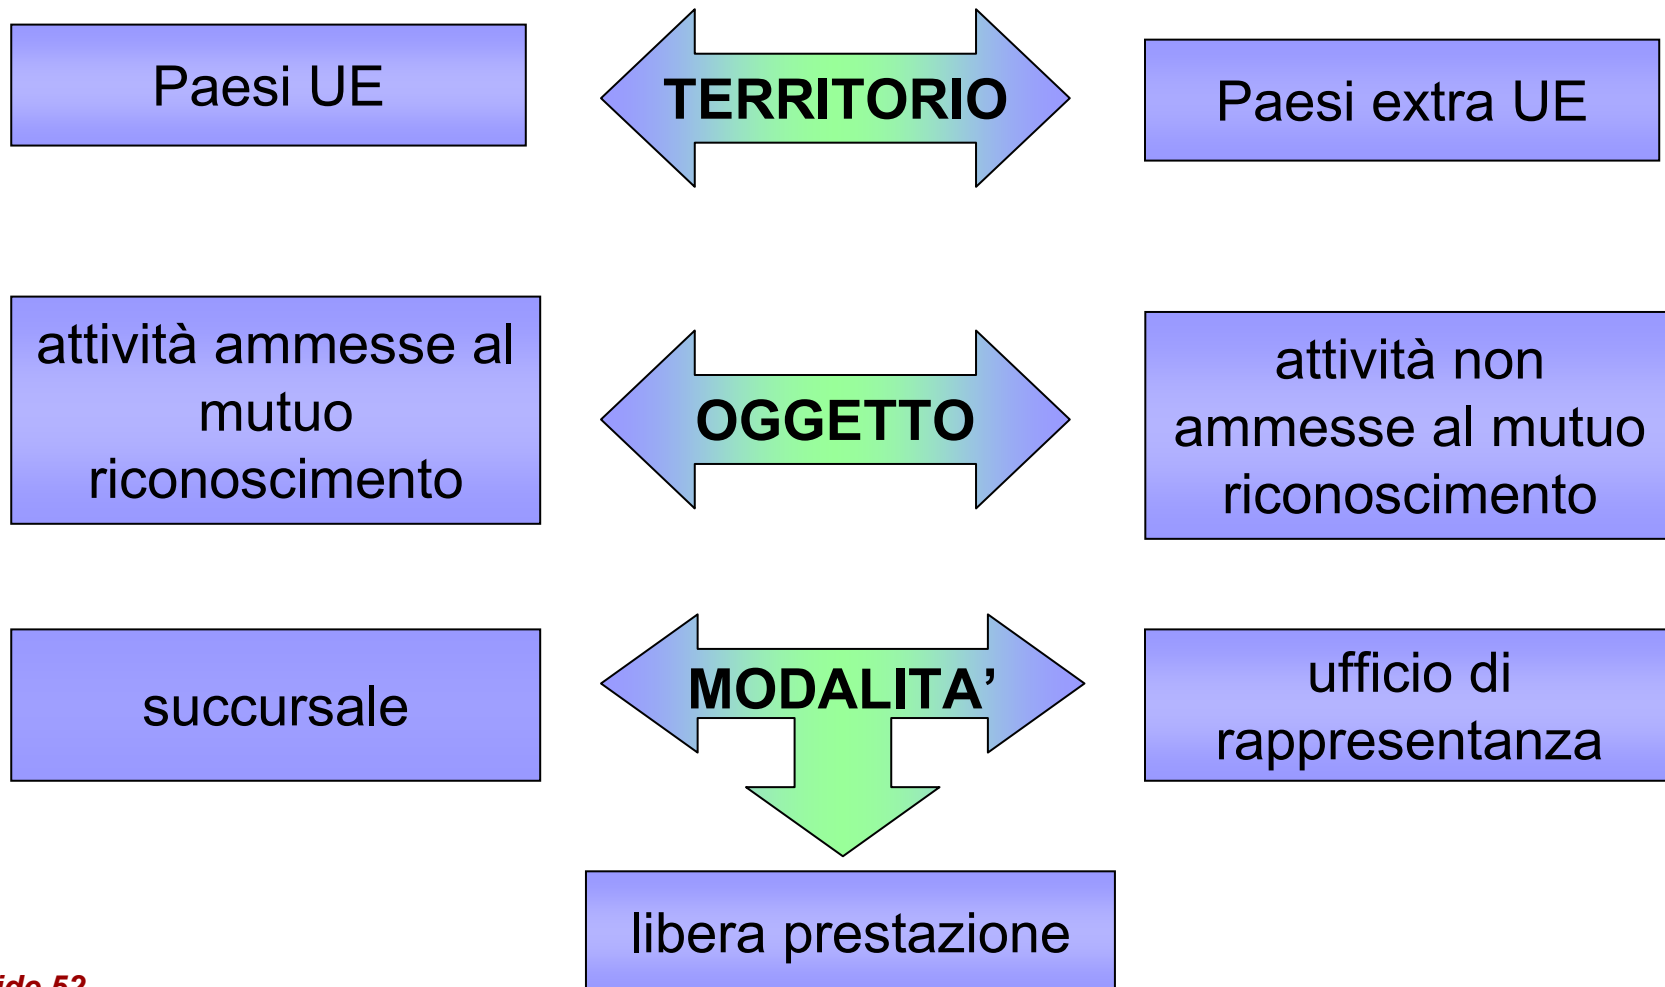 Paesi UE
TERRITORIO
Paesi extra UE
attività ammesse al
mutuo
riconoscimento
OGGETTO
attività non
ammesse al mutuo
riconoscimento
succursale
MODALITA’
ufficio di
rappresentanza
libera prestazione
52